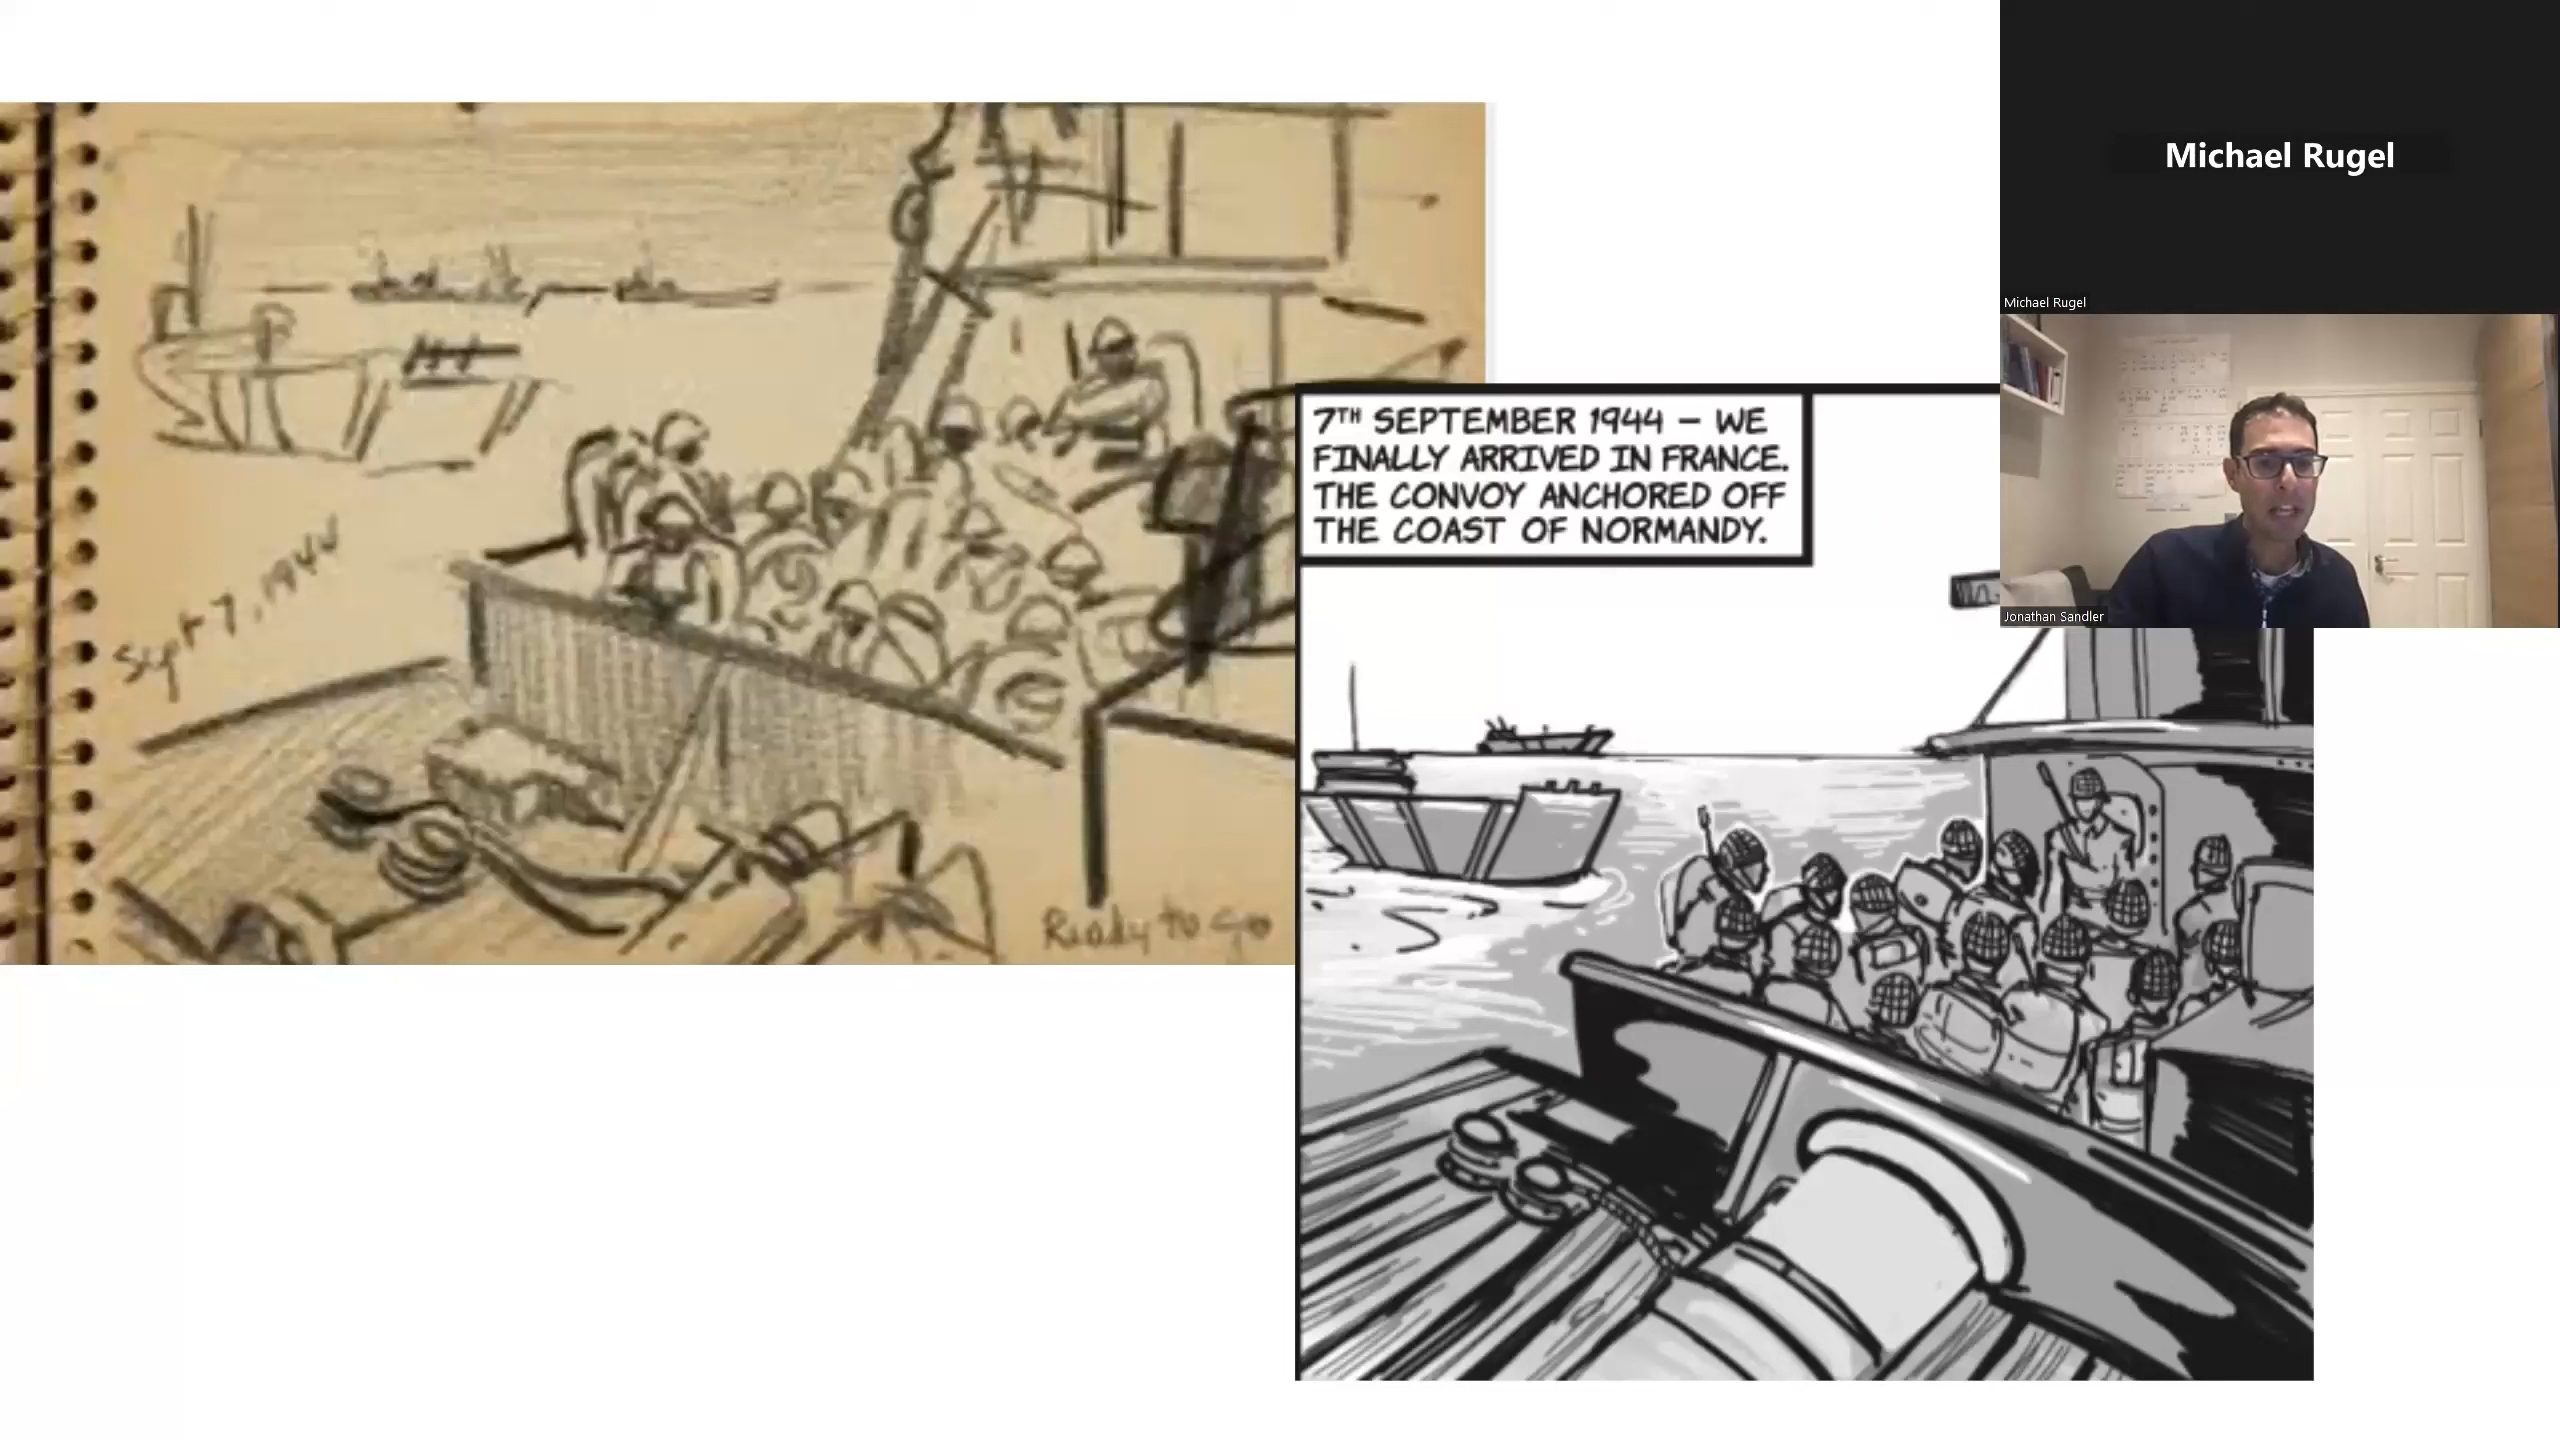 Sept 7, 1944
Ready to Go
7TH SEPTEMBER 1944 – WE
FINALLY ARRIVED IN FRANCE.
THE CONVOY ANCHORED OFF
THE COAST OF NORMANDY.
Michael Rugel
Michael Rugel
Jonathan Sandler